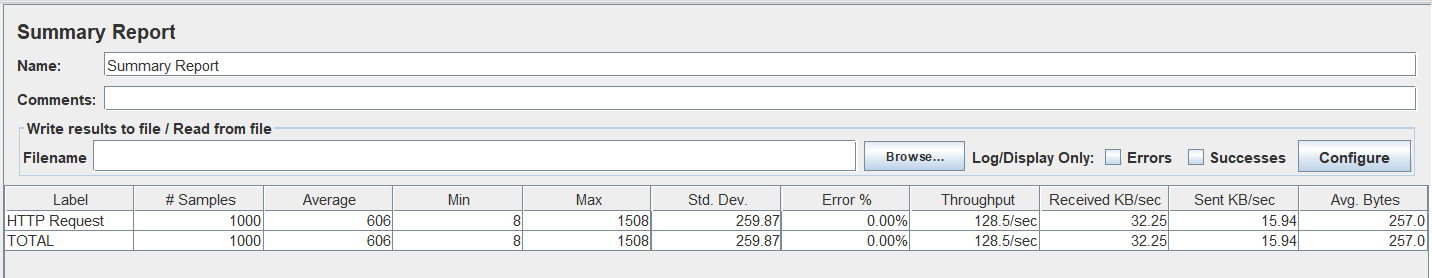 Summary Report
Name: Summary Report
Comments:
Write results to file / Read from file
Filename Browse... Log/Display Only: Errors Successes Configure
Label # Samples Average Min Max Std. Dev. Error % Throughput Received KB/sec Sent KB/sec Avg. Bytes
HTTP Request 1000 606 8 1508 259.87 0.00% 128.5/sec 32.25 15.94 257.0
TOTAL 1000 606 8 1508 259.87 0.00% 128.5/sec 32.25 15.94 257.0